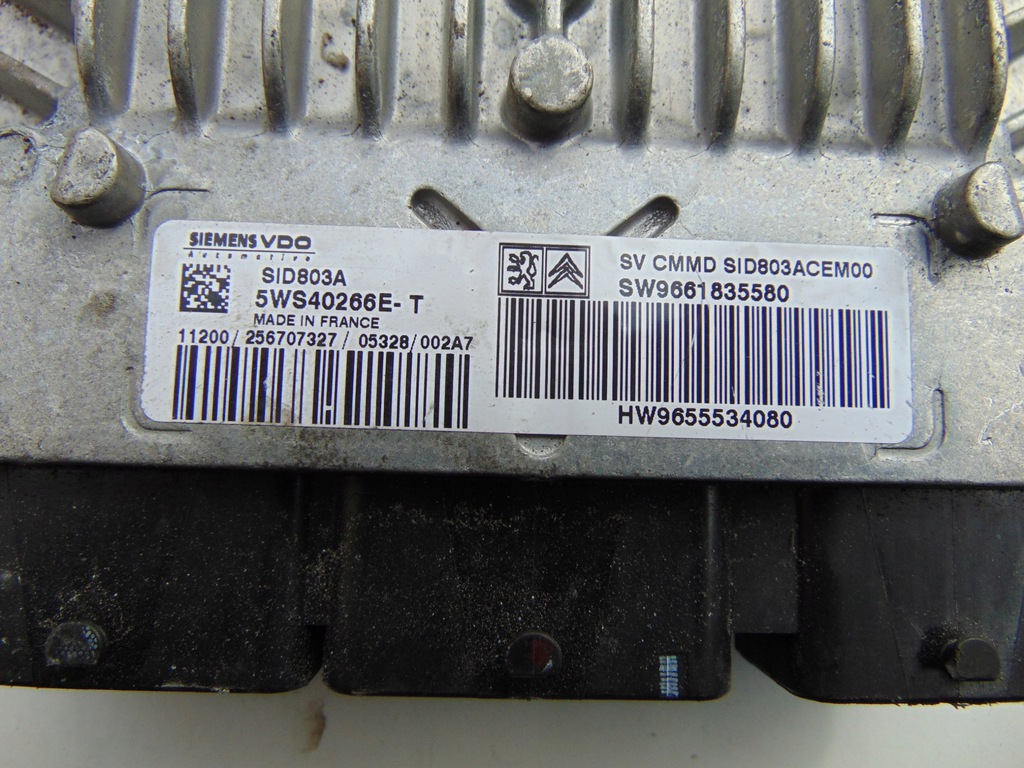 SIEMENS VDO
Automotive
SID803A
5WS40266E-T
MADE IN FRANCE
11200/256707327/05328/002A7
SV CMMD SID803ACEM00
SW9661835580
HW9655534080